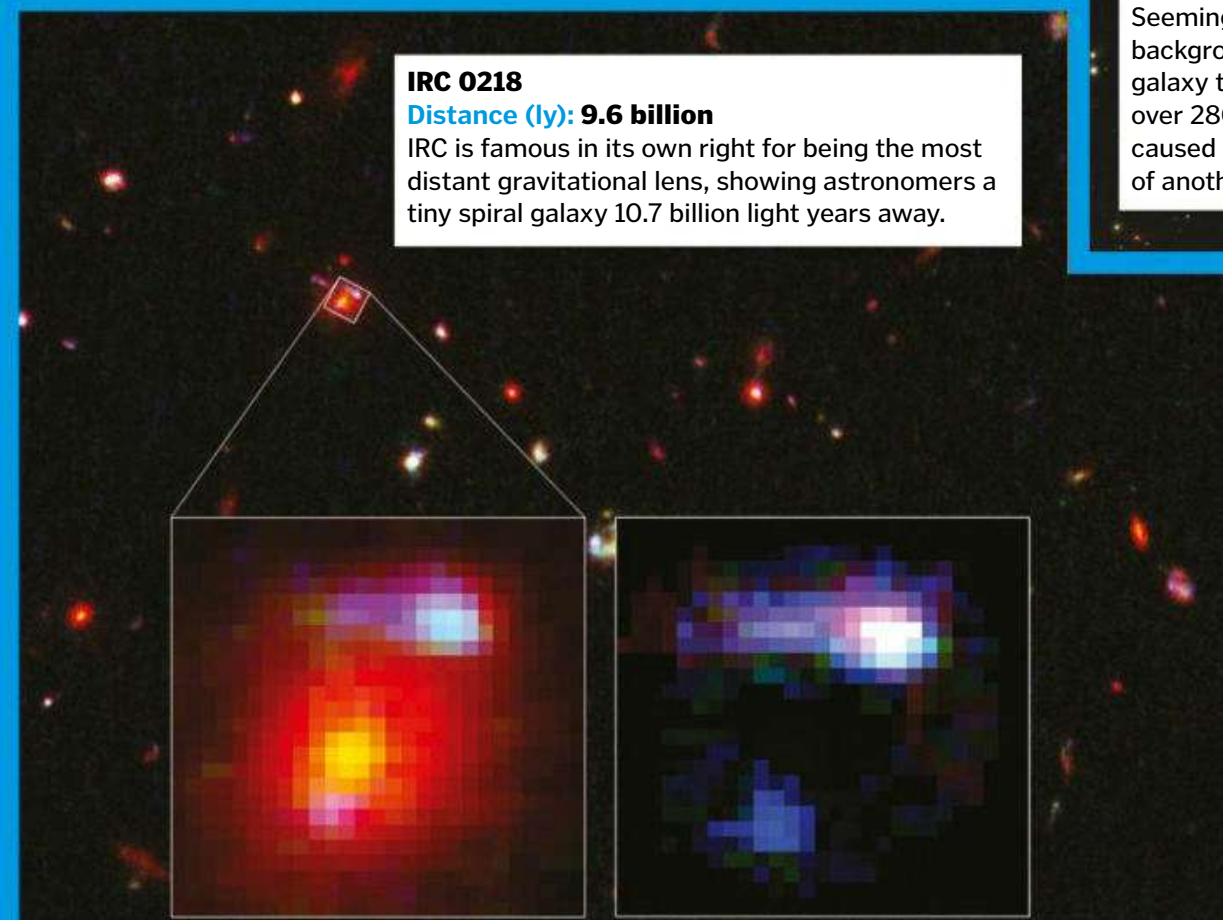 IRC 0218
Distance (ly): 9.6 billion
IRC is famous in its own right for being the most
distant gravitational lens, showing astronomers a
tiny spiral galaxy 10.7 billion light years away.
backgro
galaxy t
over 28
caused
of anoth